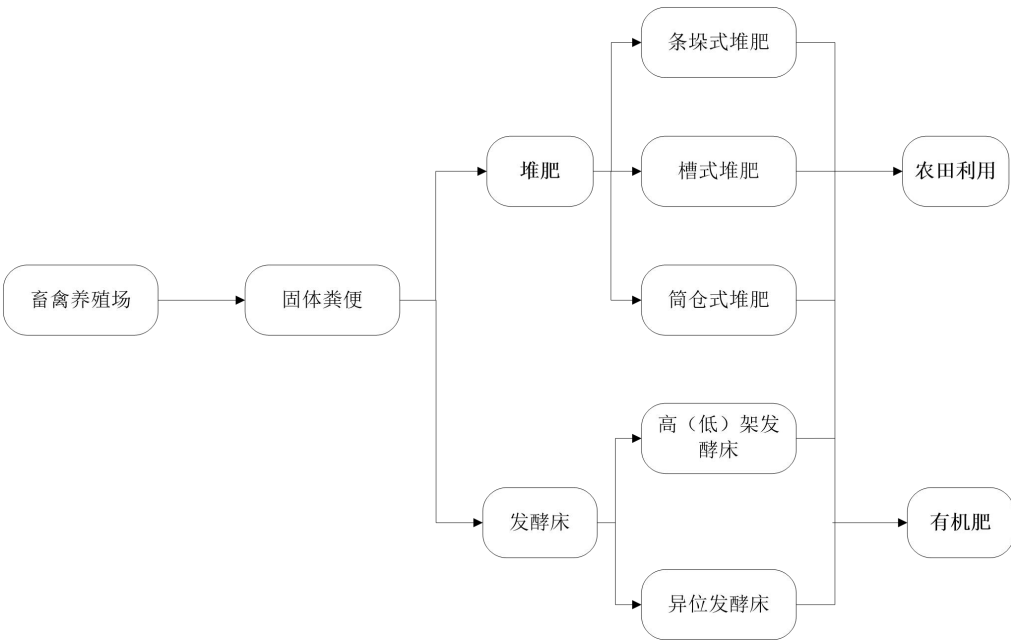 畜禽养殖场
固体粪便
堆肥
发酵床
条垛式堆肥
槽式堆肥
筒仓式堆肥
高（低）架发
酵床
异位发酵床
农田利用
有机肥